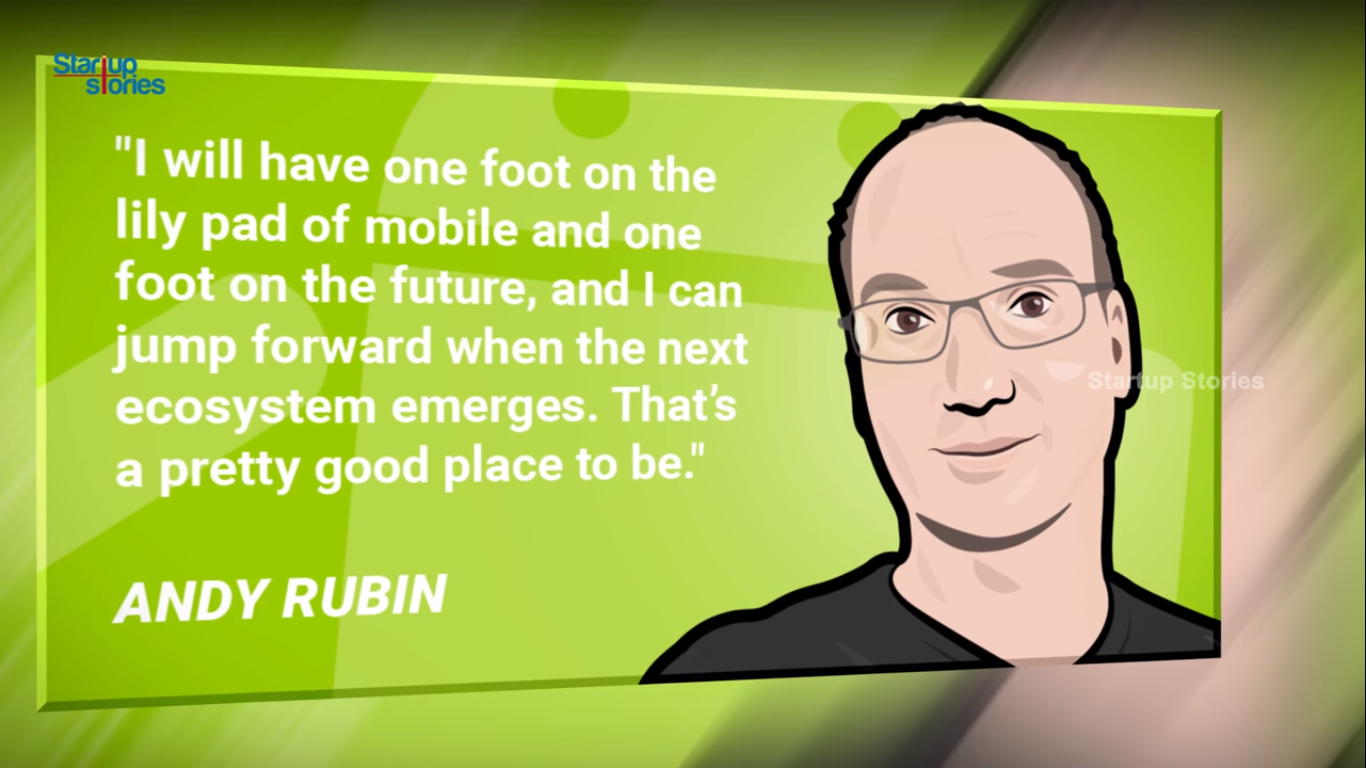 Startup
stories
"I will have one foot on the
lily pad of mobile and one
foot on the future, and I can
jump forward when the next
ecosystem emerges. That’s
a pretty good place to be."
ANDY RUBIN
Startup Stories